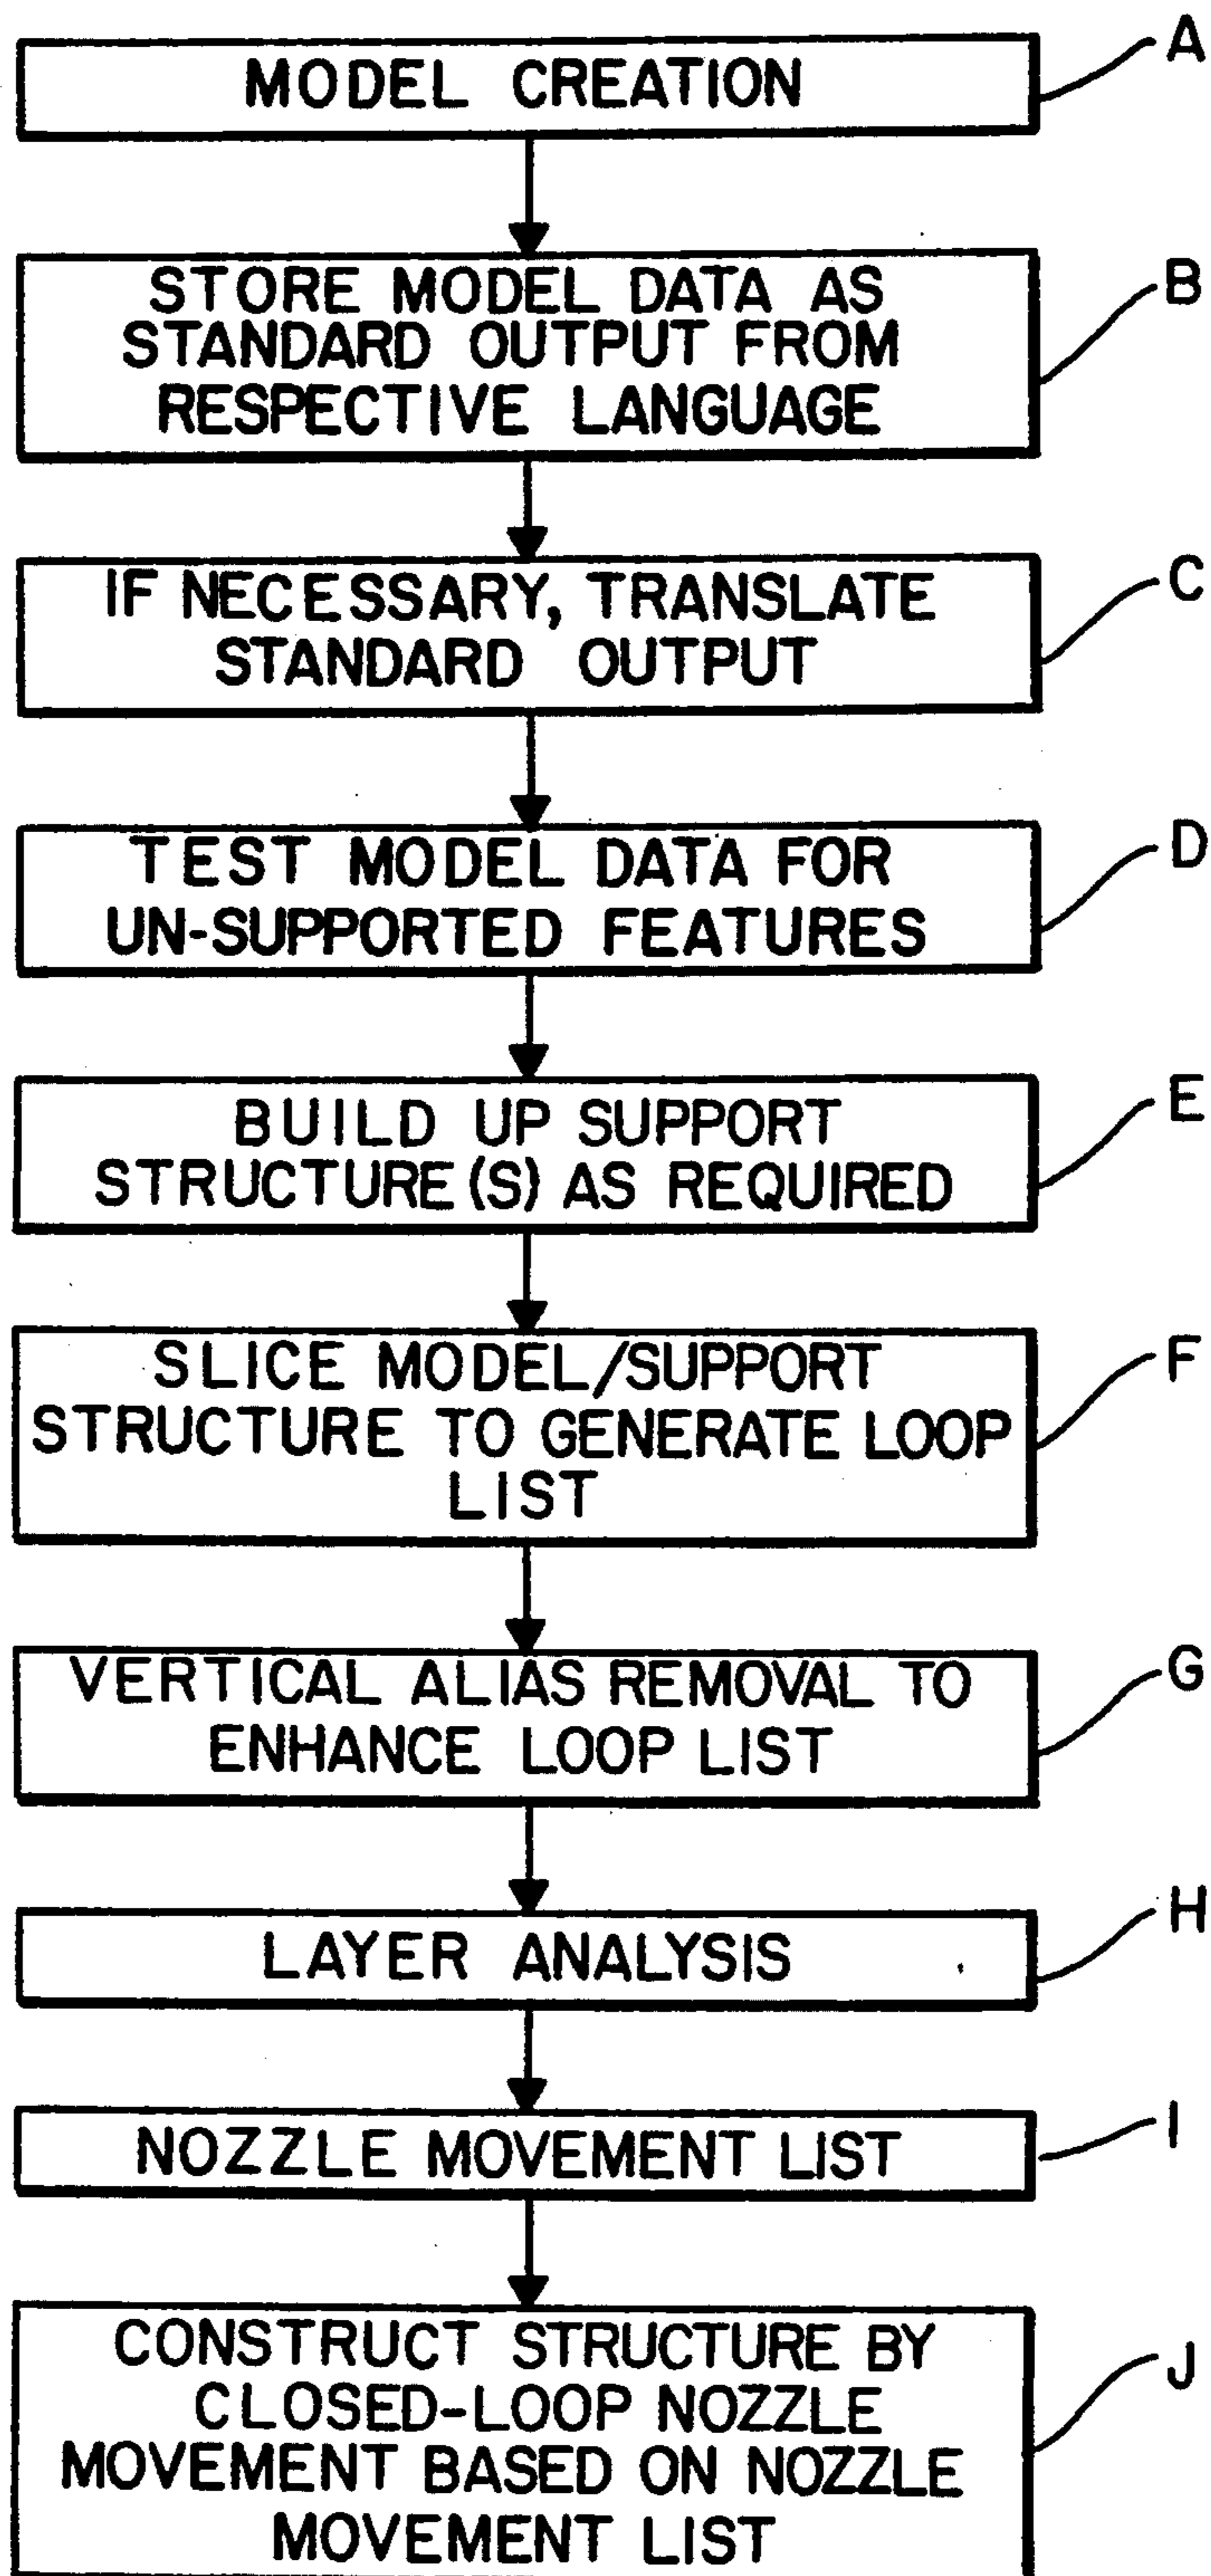 MODEL CREATION
A
STORE MODEL DATA AS
STANDARD OUTPUT FROM
RESPECTIVE LANGUAGE
B
IF NECESSARY, TRANSLATE
STANDARD OUTPUT
C
TEST MODEL DATA FOR
UN-SUPPORTED FEATURES
D
BUILD UP SUPPORT
STRUCTURE(S) AS REQUIRED
E
SLICE MODEL/SUPPORT
STRUCTURE TO GENERATE LOOP
LIST
F
VERTICAL ALIAS REMOVAL TO
ENHANCE LOOP LIST
G
LAYER ANALYSIS
H
NOZZLE MOVEMENT LIST
I
CONSTRUCT STRUCTURE BY
CLOSED-LOOP NOZZLE
MOVEMENT BASED ON NOZZLE
MOVEMENT LIST
J